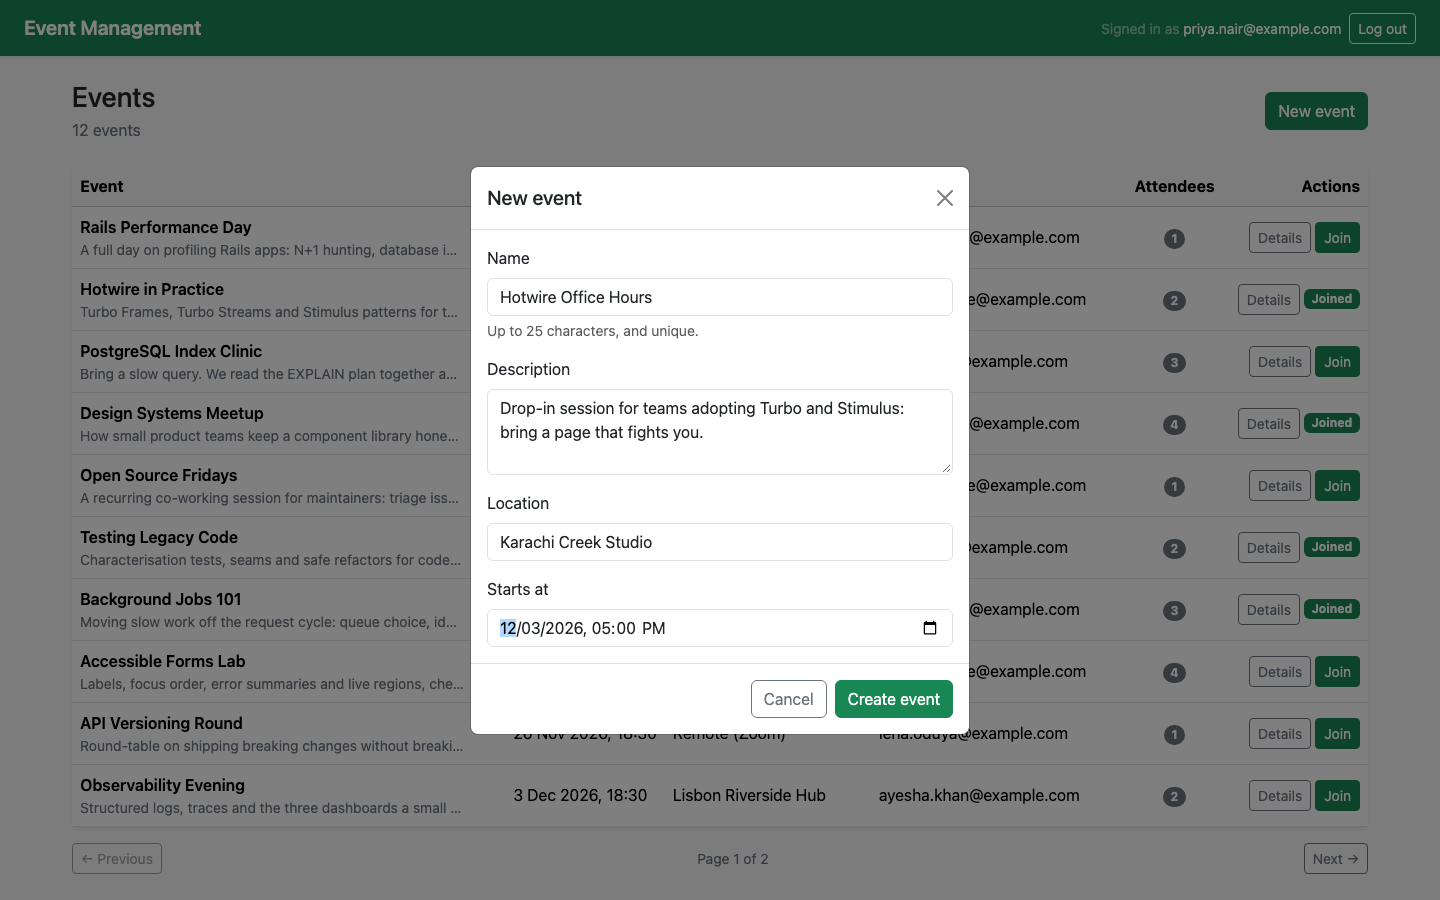 Event Management
Signed in as priya.nair@example.com
Log out
Events
12 events
New event
Event
Attendees
Actions
Rails Performance Day
A full day on profiling Rails apps: N+1 hunting, database i...
@example.com
1
Details
Join
Hotwire in Practice
Turbo Frames, Turbo Streams and Stimulus patterns for t...
e@example.com
2
Details
Joined
PostgreSQL Index Clinic
Bring a slow query. We read the EXPLAIN plan together a...
@example.com
3
Details
Join
Design Systems Meetup
How small product teams keep a component library hone...
@example.com
4
Details
Joined
Open Source Fridays
A recurring co-working session for maintainers: triage iss...
e@example.com
1
Details
Join
Testing Legacy Code
Characterisation tests, seams and safe refactors for code...
@example.com
2
Details
Joined
Background Jobs 101
Moving slow work off the request cycle: queue choice, id...
@example.com
3
Details
Joined
Accessible Forms Lab
Labels, focus order, error summaries and live regions, che...
e@example.com
4
Details
Join
API Versioning Round
Round-table on shipping breaking changes without breaki...
26 Nov 2026, 18:30
Remote (Zoom)
lena.oduya@example.com
1
Details
Join
Observability Evening
Structured logs, traces and the three dashboards a small ...
3 Dec 2026, 18:30
Lisbon Riverside Hub
ayesha.khan@example.com
2
Details
Join
← Previous
Page 1 of 2
Next →
New event
Name
Hotwire Office Hours
Up to 25 characters, and unique.
Description
Drop-in session for teams adopting Turbo and Stimulus:
bring a page that fights you.
Location
Karachi Creek Studio
Starts at
12/03/2026, 05:00 PM
Cancel
Create event